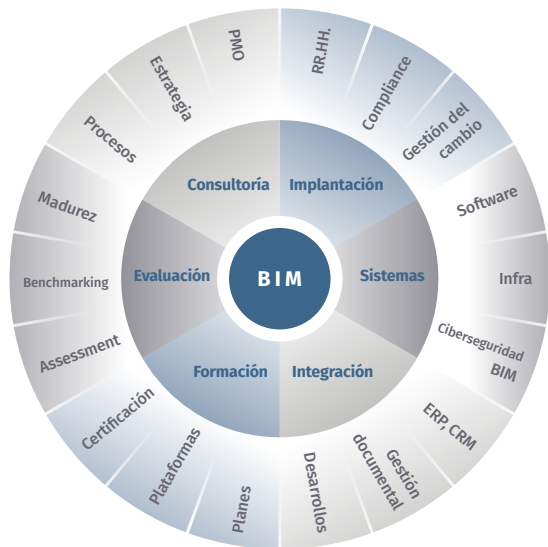 BIM
Consultoría
Implantación
Sistemas
Integración
Formación
Evaluación
PMO
Estrategia
Procesos
RR.HH.
Compliance
Gestión del
cambio
Software
Infra
Ciberseguridad
BIM
ERP, CRM
Gestión
documental
Desarrollos
Planes
Plataformas
Certificación
Assessment
Benchmarking
Madurez